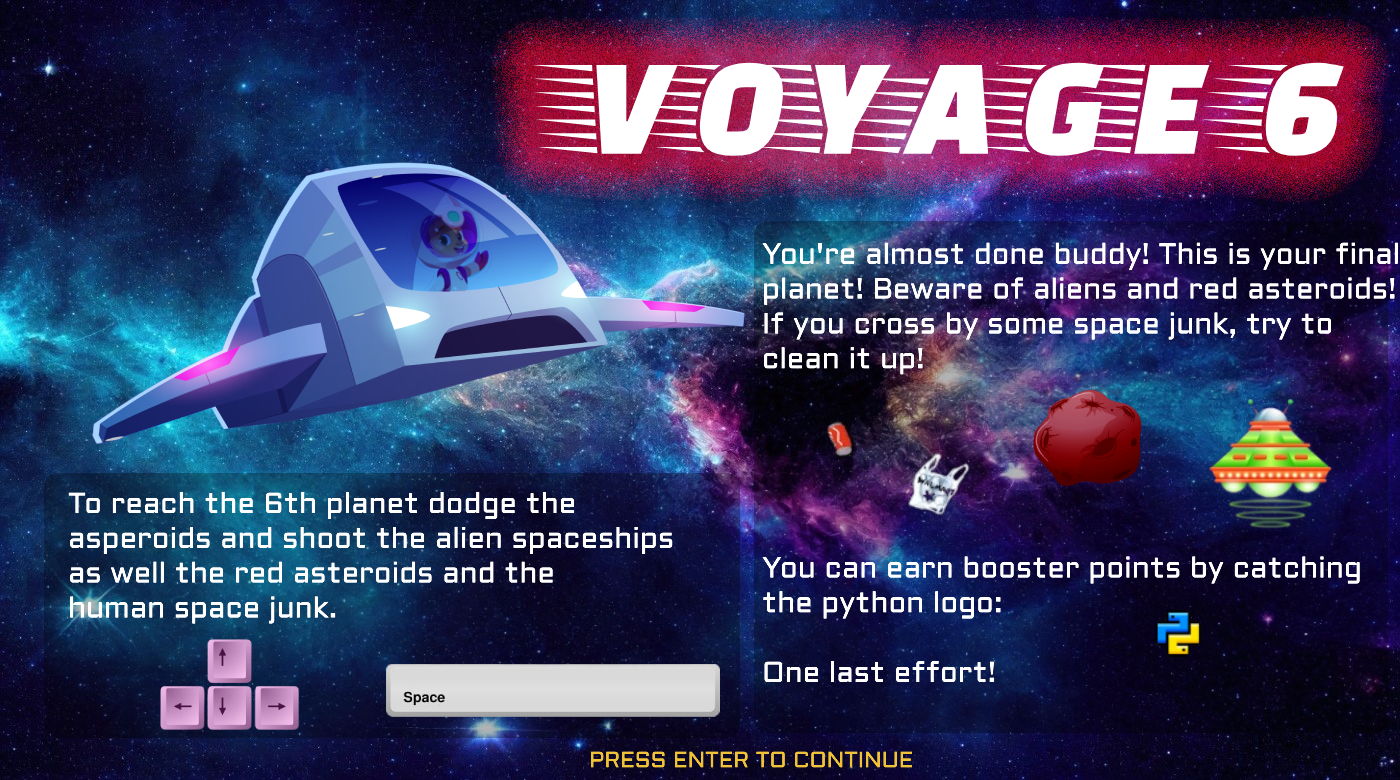 VOYAGE 6
You're almost done buddy! This is your final
planet! Beware of aliens and red asteroids!
If you cross by some space junk, try to
clean it up!
To reach the 6th planet dodge the
asperoids and shoot the alien spaceships
as well the red asteroids and the
human space junk.
↑
← ↓ →
Space
You can earn booster points by catching
the python logo:
One last effort!
PRESS ENTER TO CONTINUE